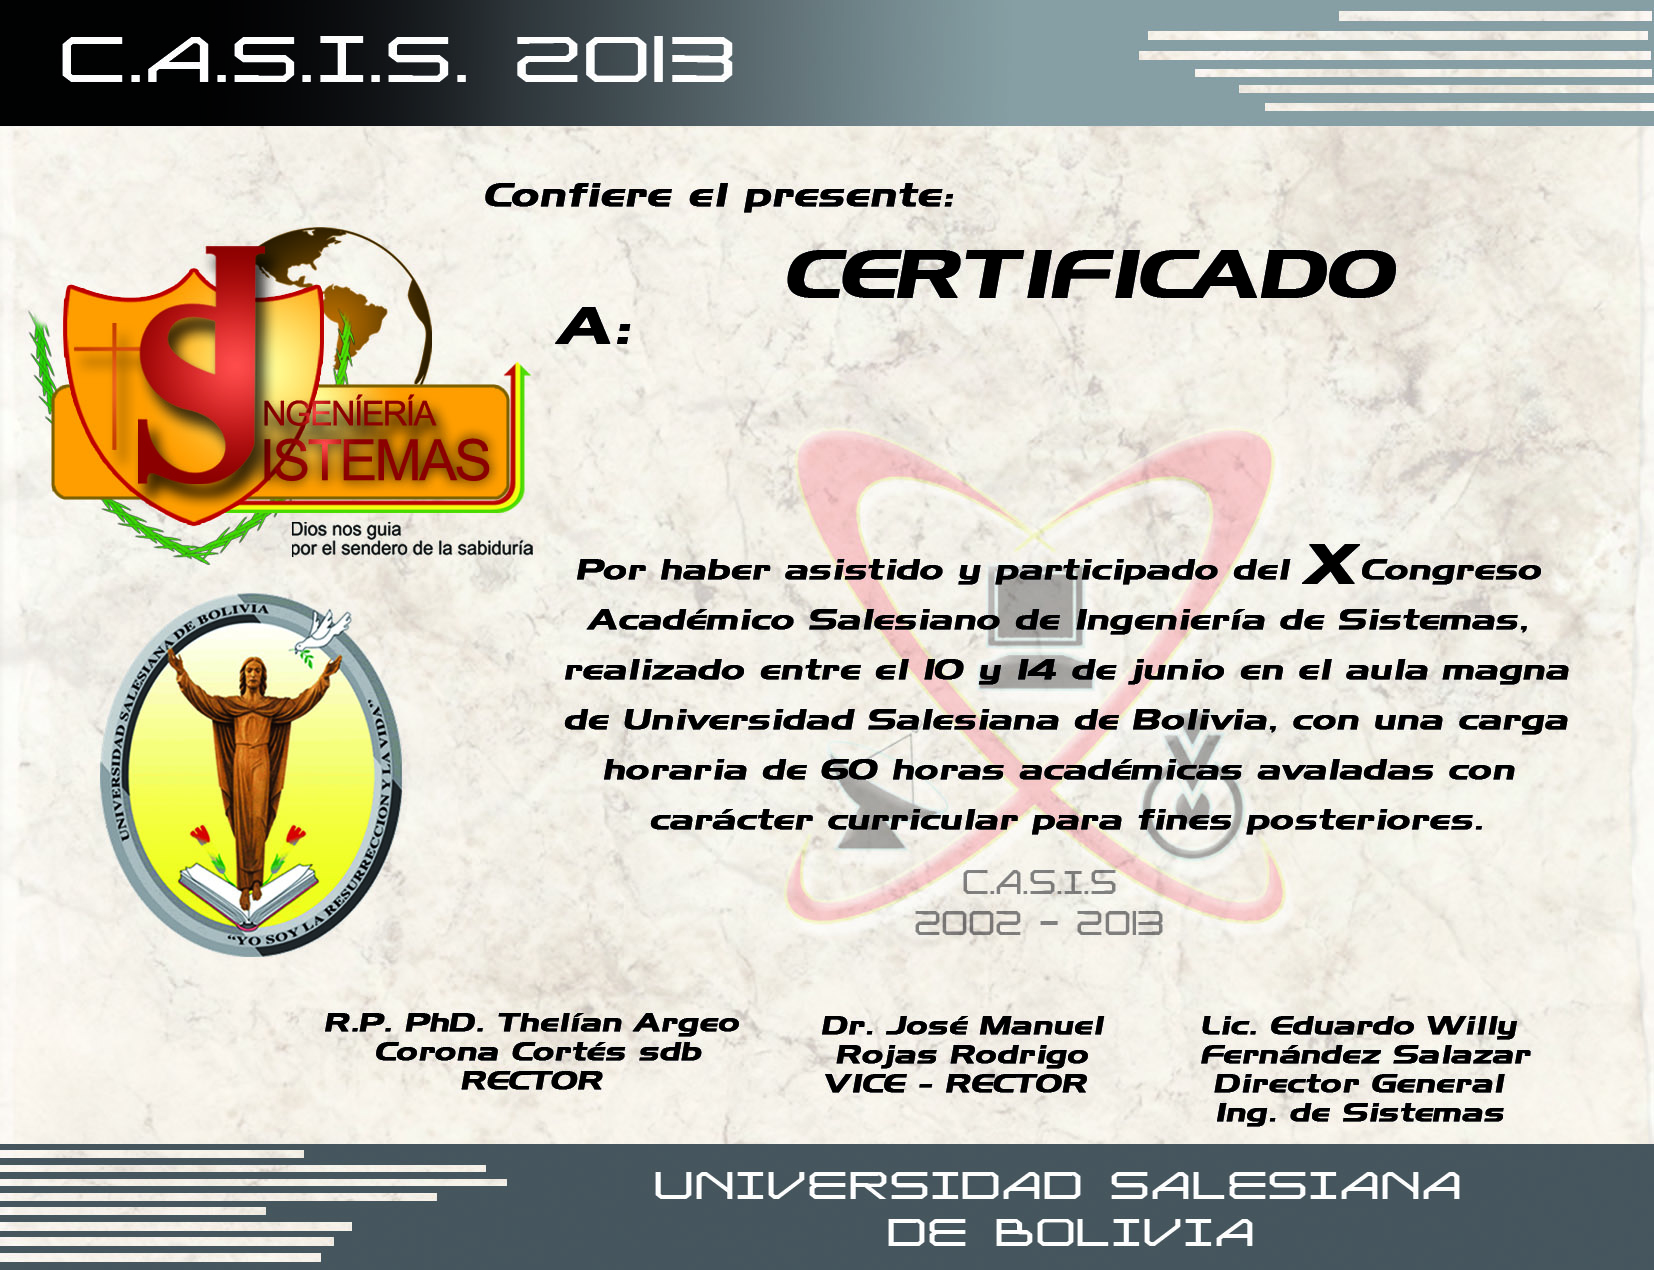 C.A.S.I.S. 2013
Confiere el presente:
CERTIFICADO
A:
NGENÍERÍA
ISTEMAS
Dios nos guia
por el sendero de la sabiduría
UNIVERSIDAD SALESIANA DE BOLIVIA
"YO SOY LA RESURRECCION Y LA VIDA"
Por haber asistido y participado del X Congreso
Académico Salesiano de Ingeniería de Sistemas,
realizado entre el 10 y 14 de junio en el aula magna
de Universidad Salesiana de Bolivia, con una carga
horaria de 60 horas académicas avaladas con
carácter curricular para fines posteriores.
C.A.S.I.S
2002 - 2013
R.P. PhD. Thelían Argeo
Corona Cortés sdb
RECTOR
Dr. José Manuel
Rojas Rodrigo
VICE - RECTOR
Lic. Eduardo Willy
Fernández Salazar
Director General
Ing. de Sistemas
UNIVERSIDAD SALESIANA
DE BOLIVIA